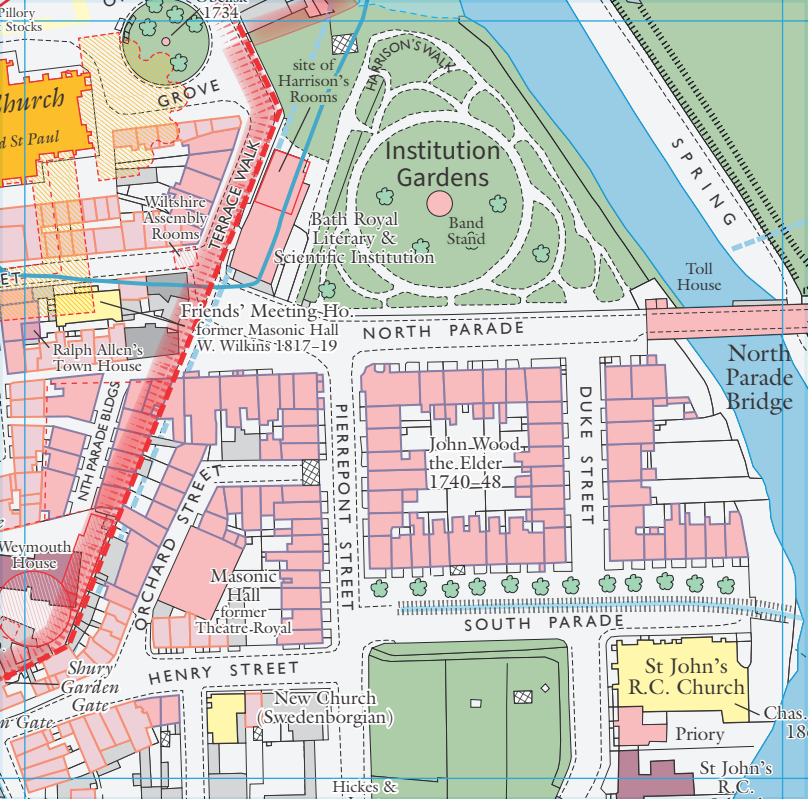 Pillory
Stocks
Obelisk
1734
Church
d St Paul
GROVE
site of
Harrison's
Rooms
HARRISON'S WALK
Institution
Gardens
Band
Stand
SPRING
TERRACE WALK
Wiltshire
Assembly
Rooms
Bath Royal
Literary &
Scientific Institution
Toll
House
ET
Friends' Meeting Ho.
former Masonic Hall
W. Wilkins 1817–19
NORTH PARADE
Ralph Allen's
Town House
North
Parade
Bridge
NTH PARADE BLDGS
PIERREPONT STREET
John Wood
the Elder
1740–48
DUKE STREET
ORCHARD STREET
Weymouth
House
Masonic
Hall
former
Theatre Royal
SOUTH PARADE
HENRY STREET
Shury
Garden
Gate
n Gate
New Church
(Swedenborgian)
St John's
R.C. Church
Chas.
18
Priory
St John's
R.C.
Hickes &